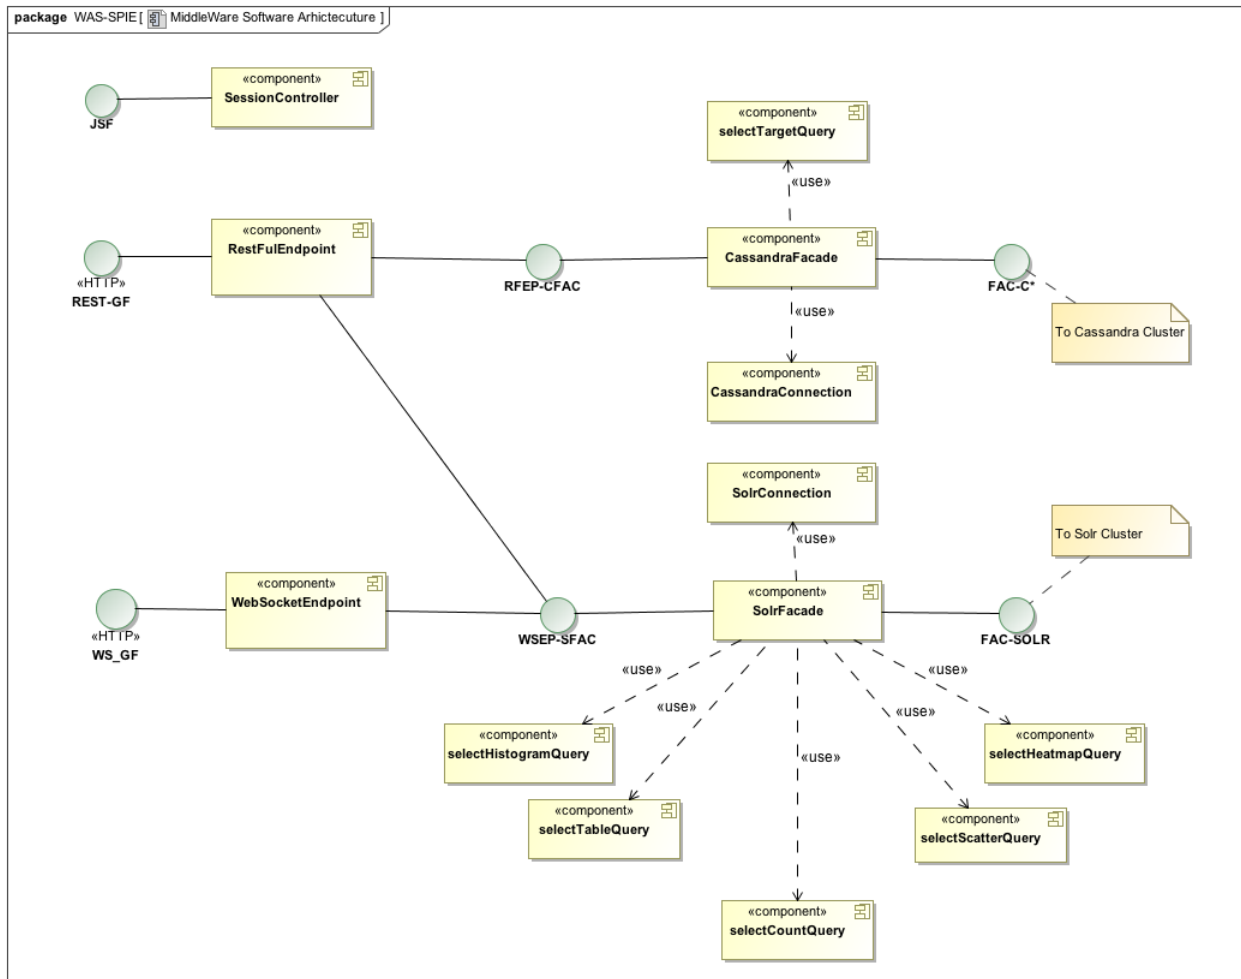 package WAS-SPIE [ MiddleWare Software Arhictecuture ]
«component»
SessionController
JSF
«component»
selectTargetQuery
«use»
«component»
RestFulEndpoint
«HTTP»
REST-GF
RFEP-CFAC
«component»
CassandraFacade
FAC-C*
«use»
To Cassandra Cluster
«component»
CassandraConnection
«component»
SolrConnection
«use»
To Solr Cluster
«component»
WebSocketEndpoint
«HTTP»
WS_GF
WSEP-SFAC
«component»
SolrFacade
FAC-SOLR
«use»
«use»
«use»
«use»
«use»
«component»
selectHistogramQuery
«component»
selectHeatmapQuery
«component»
selectTableQuery
«component»
selectScatterQuery
«component»
selectCountQuery